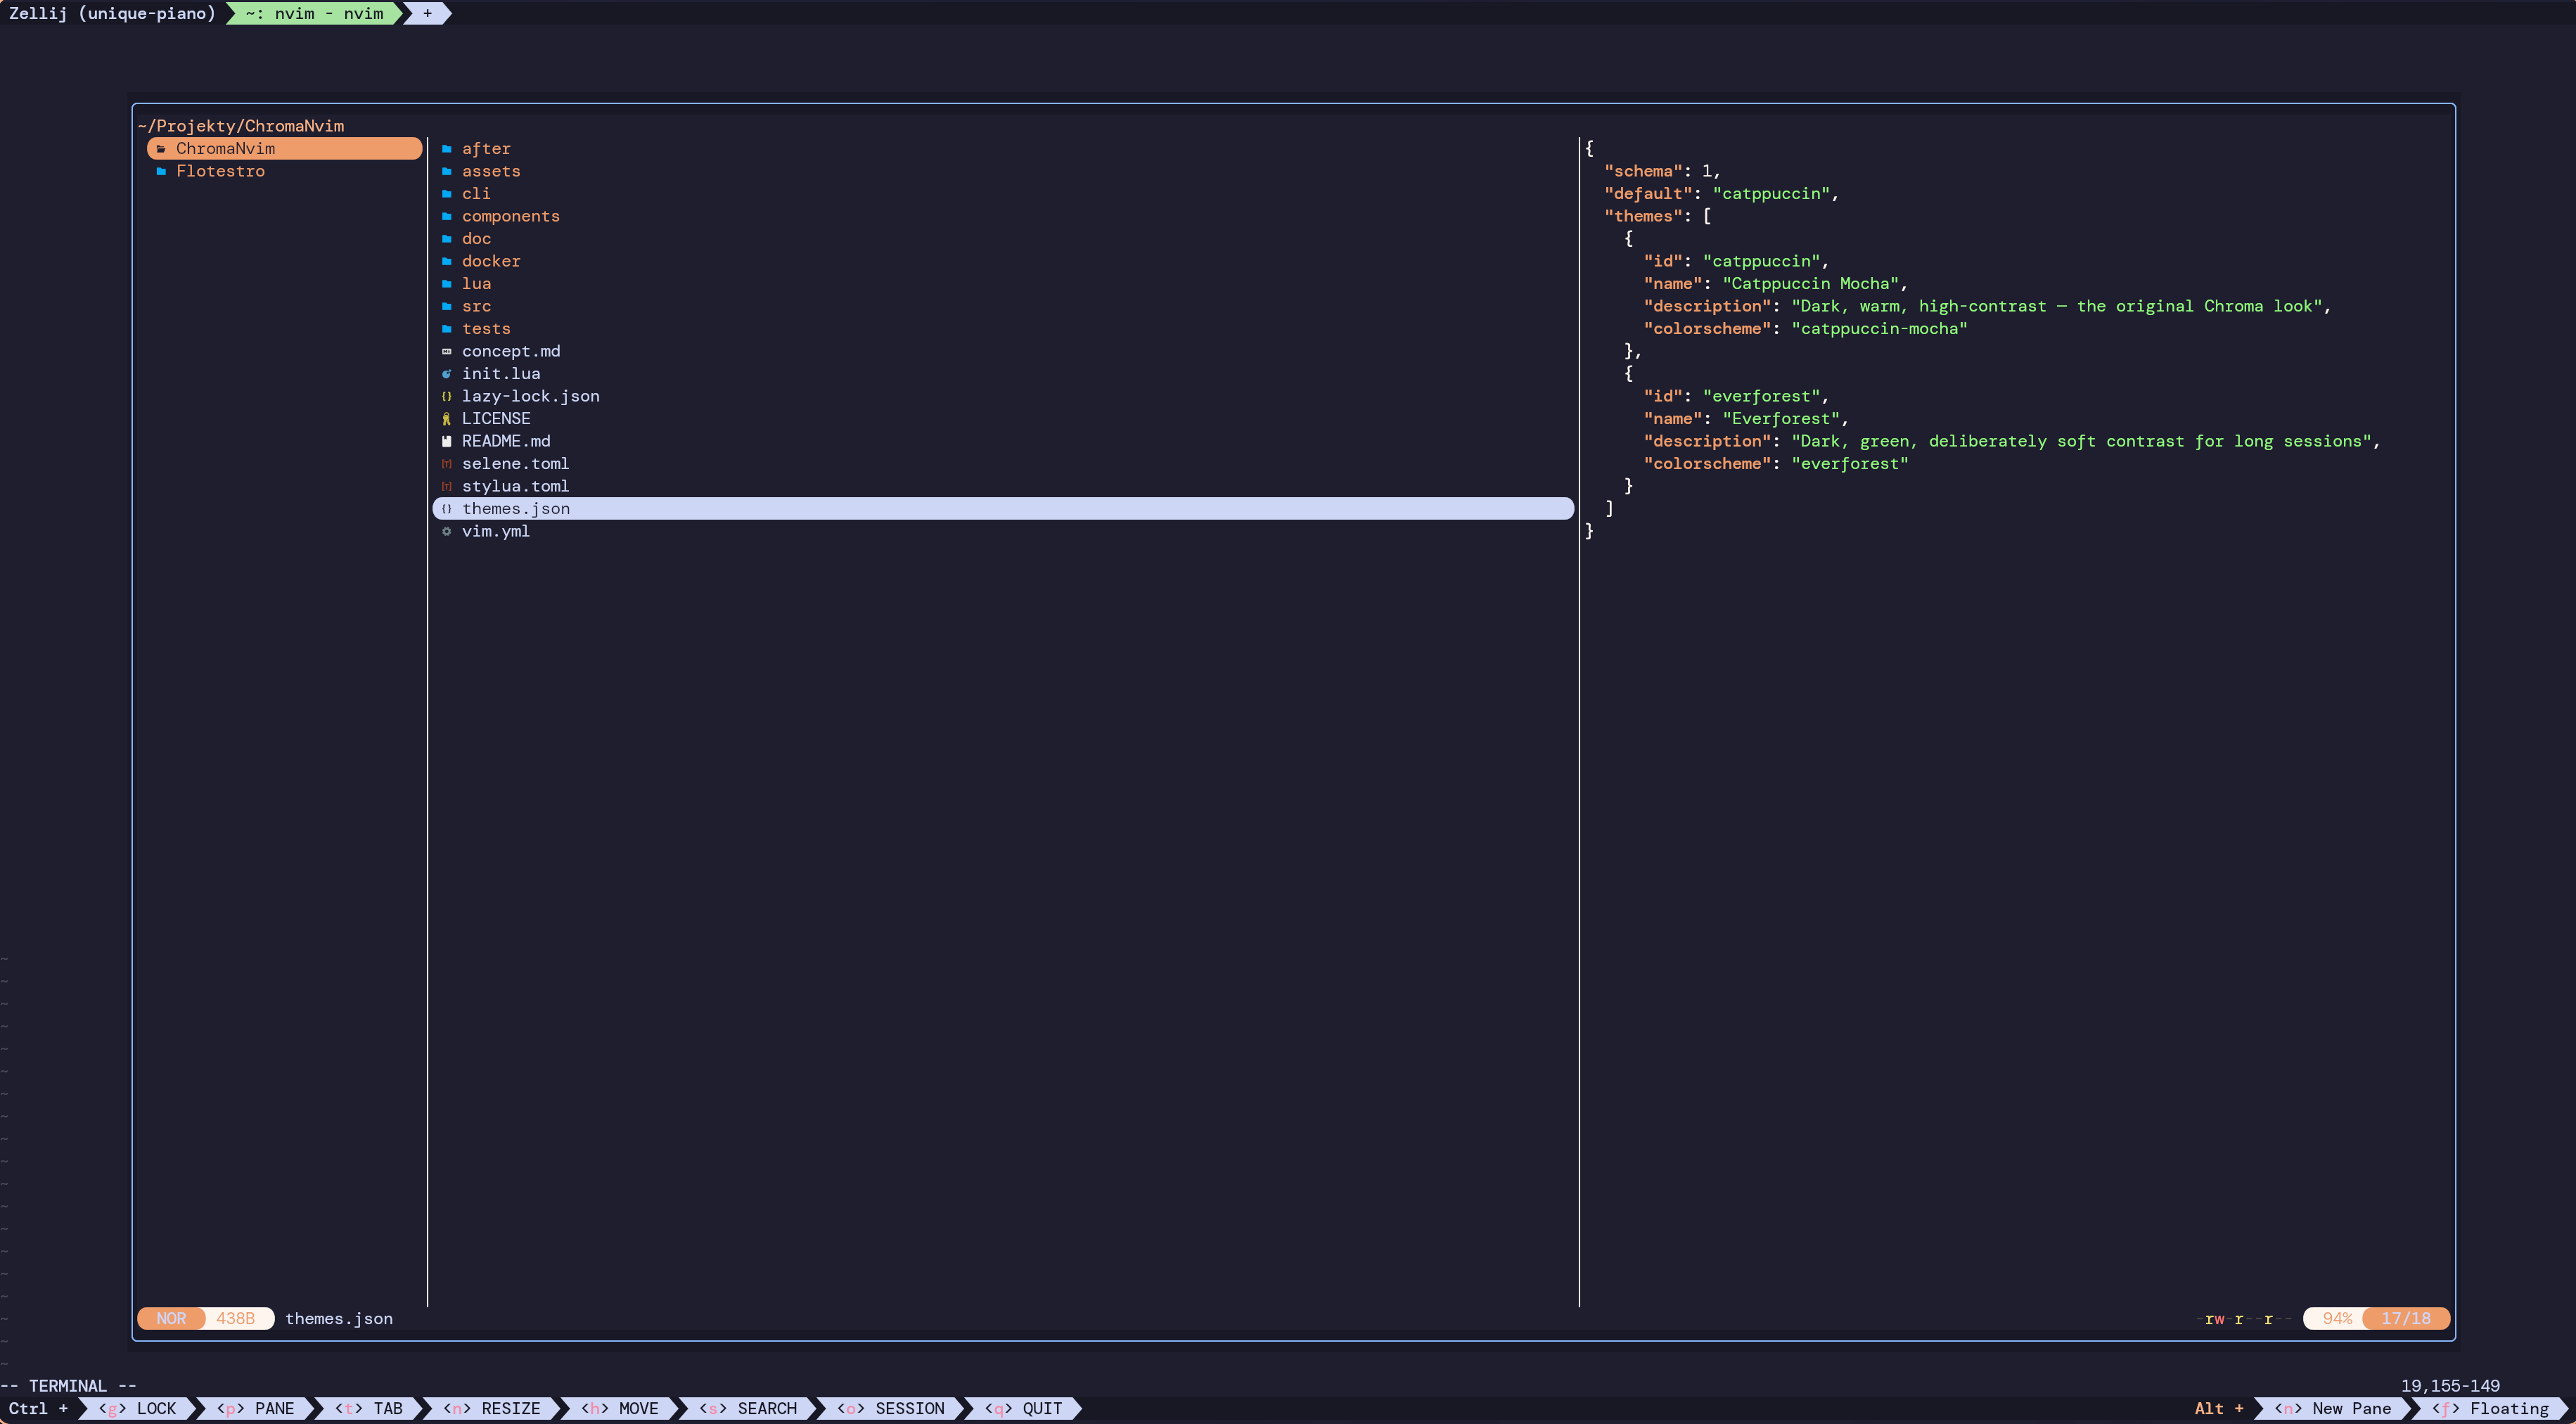 Zellij (unique-piano) ~: nvim - nvim +
~/Projekty/ChromaNvim
ChromaNvim
Flotestro
after
assets
cli
components
doc
docker
lua
src
tests
concept.md
init.lua
lazy-lock.json
LICENSE
README.md
selene.toml
stylua.toml
themes.json
vim.yml
{
"schema": 1,
"default": "catppuccin",
"themes": [
{
"id": "catppuccin",
"name": "Catppuccin Mocha",
"description": "Dark, warm, high-contrast — the original Chroma look",
"colorscheme": "catppuccin-mocha"
},
{
"id": "everforest",
"name": "Everforest",
"description": "Dark, green, deliberately soft contrast for long sessions",
"colorscheme": "everforest"
}
]
}
NOR 438B themes.json -rw-r--r-- 94% 17/18
-- TERMINAL -- 19,155-149
Ctrl + <g> LOCK <p> PANE <t> TAB <n> RESIZE <h> MOVE <s> SEARCH <o> SESSION <q> QUIT Alt + <n> New Pane <f> Floating